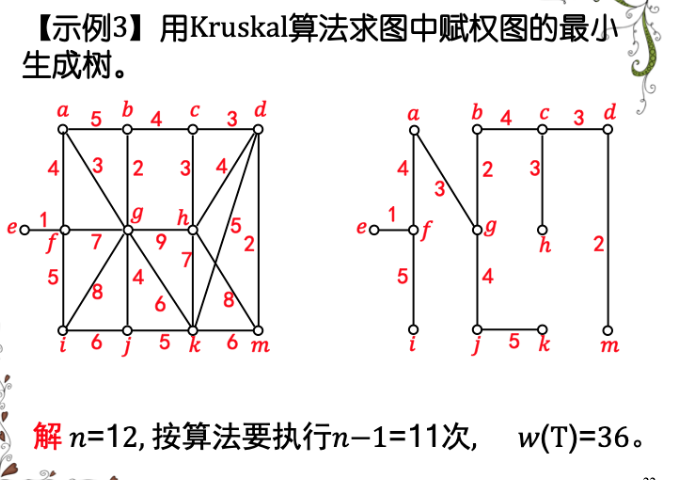 【示例3】用Kruskal算法求图中赋权图的最小
生成树。
a 5 b 4 c 3 d
4 3 2 3 4
e 1 f 7 g 9 h 5 2
5 8 4 6 7 8
i 6 j 5 k 6 m
a b 4 c 3 d
4 3 2 3
e 1 f g h 2
5 4
i j 5 k m
解 n=12, 按算法要执行n−1=11次, w(T)=36。